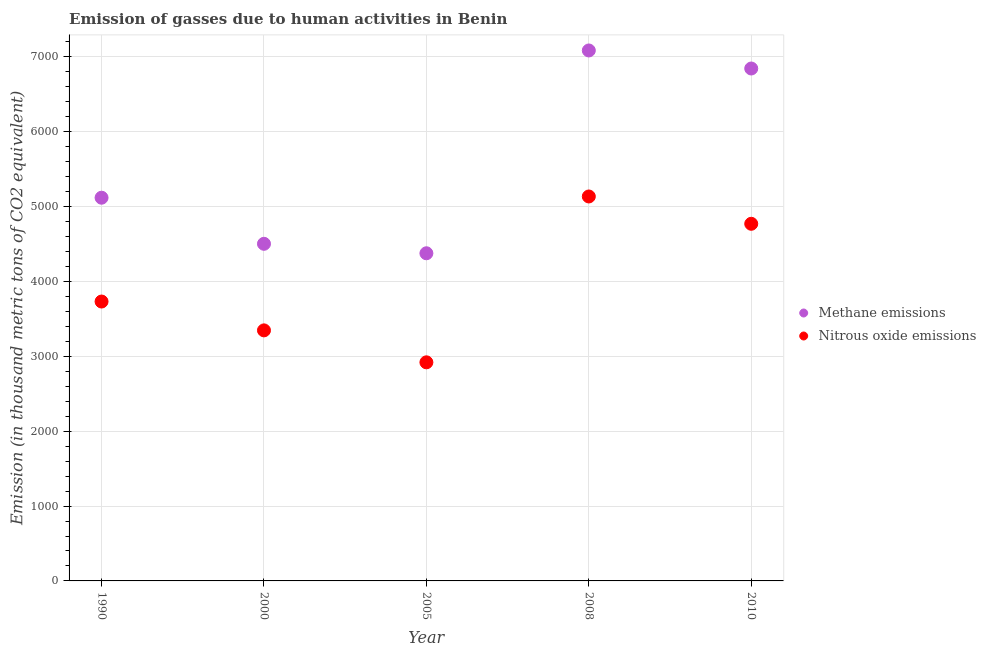 Emission of gasses due to human activities in Benin
Emission (in thousand metric tons of CO2 equivalent)
7000
6000
5000
4000
3000
2000
1000
0
1990
2000
2005
2008
2010
Year
Methane emissions
Nitrous oxide emissions